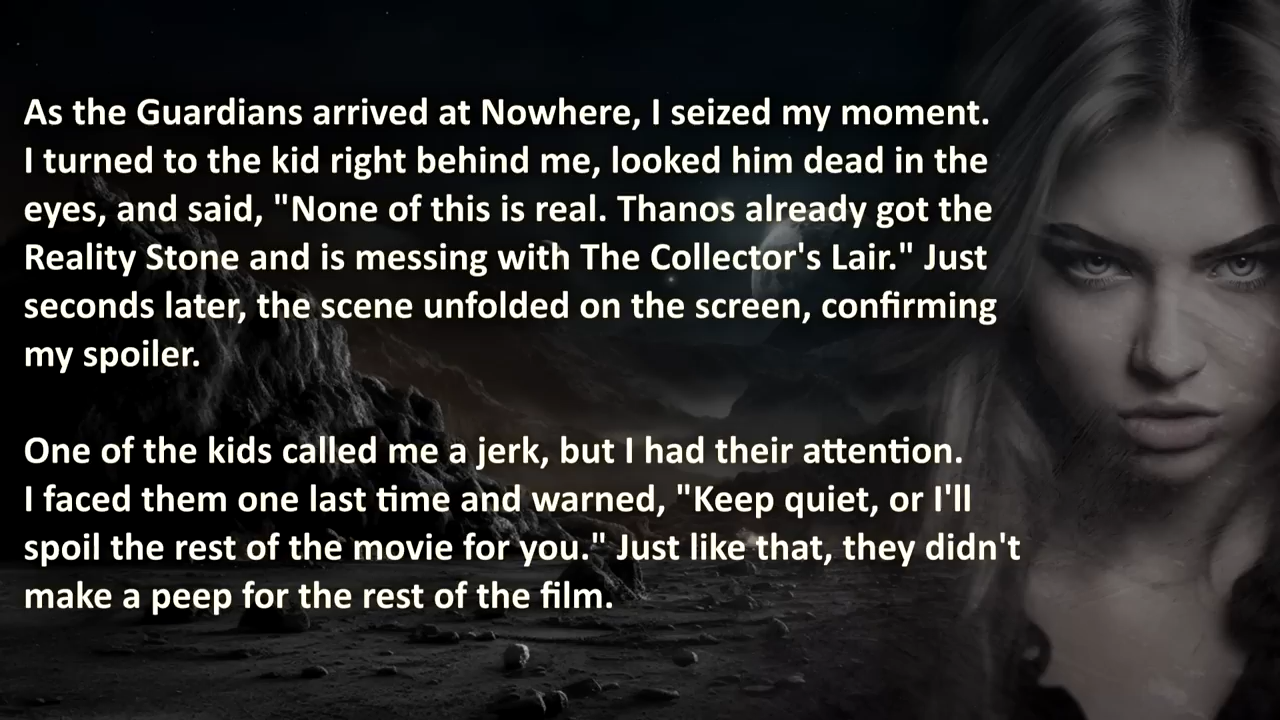 As the Guardians arrived at Nowhere, I seized my moment.
I turned to the kid right behind me, looked him dead in the
eyes, and said, "None of this is real. Thanos already got the
Reality Stone and is messing with The Collector's Lair." Just
seconds later, the scene unfolded on the screen, confirming
my spoiler.
One of the kids called me a jerk, but I had their attention.
I faced them one last time and warned, "Keep quiet, or I'll
spoil the rest of the movie for you." Just like that, they didn't
make a peep for the rest of the film.